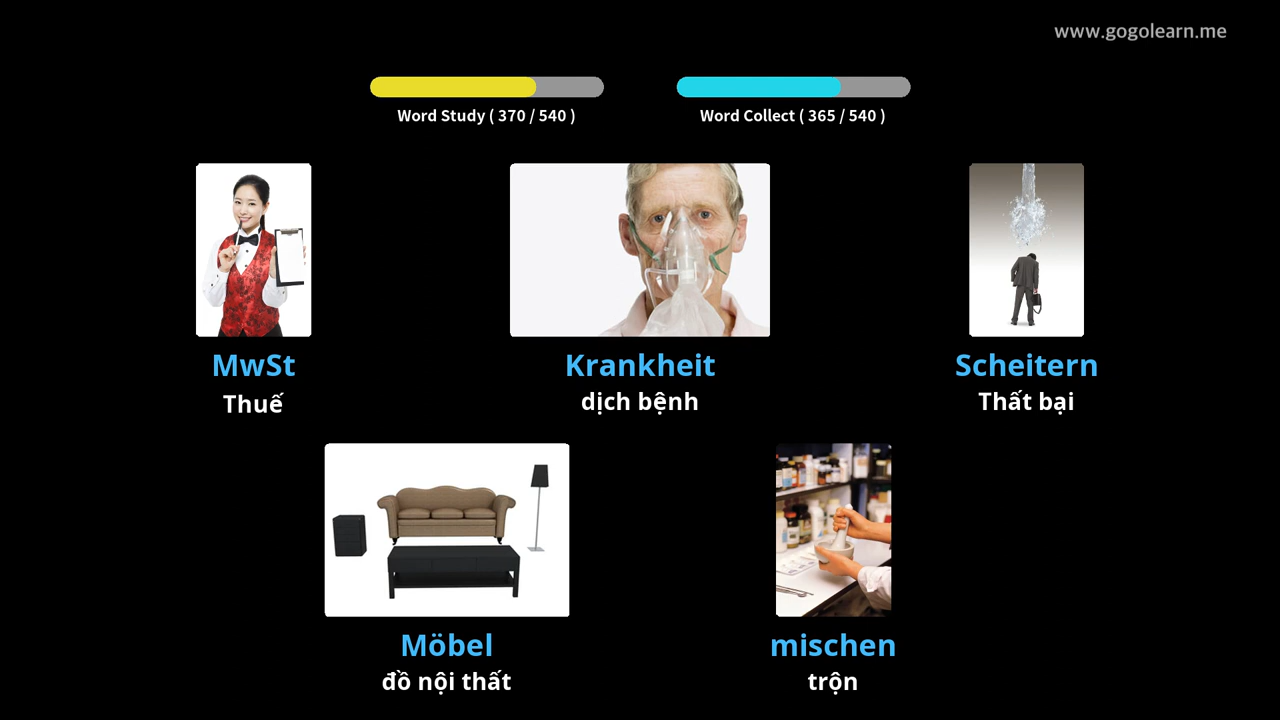 www.gogolearn.me
Word Study ( 370 / 540 )
Word Collect ( 365 / 540 )
MwSt
Thuế
Krankheit
dịch bệnh
Scheitern
Thất bại
Möbel
đồ nội thất
mischen
trộn